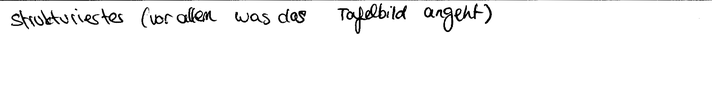 strukturiertes (vor allem was das Tafelbild angeht)